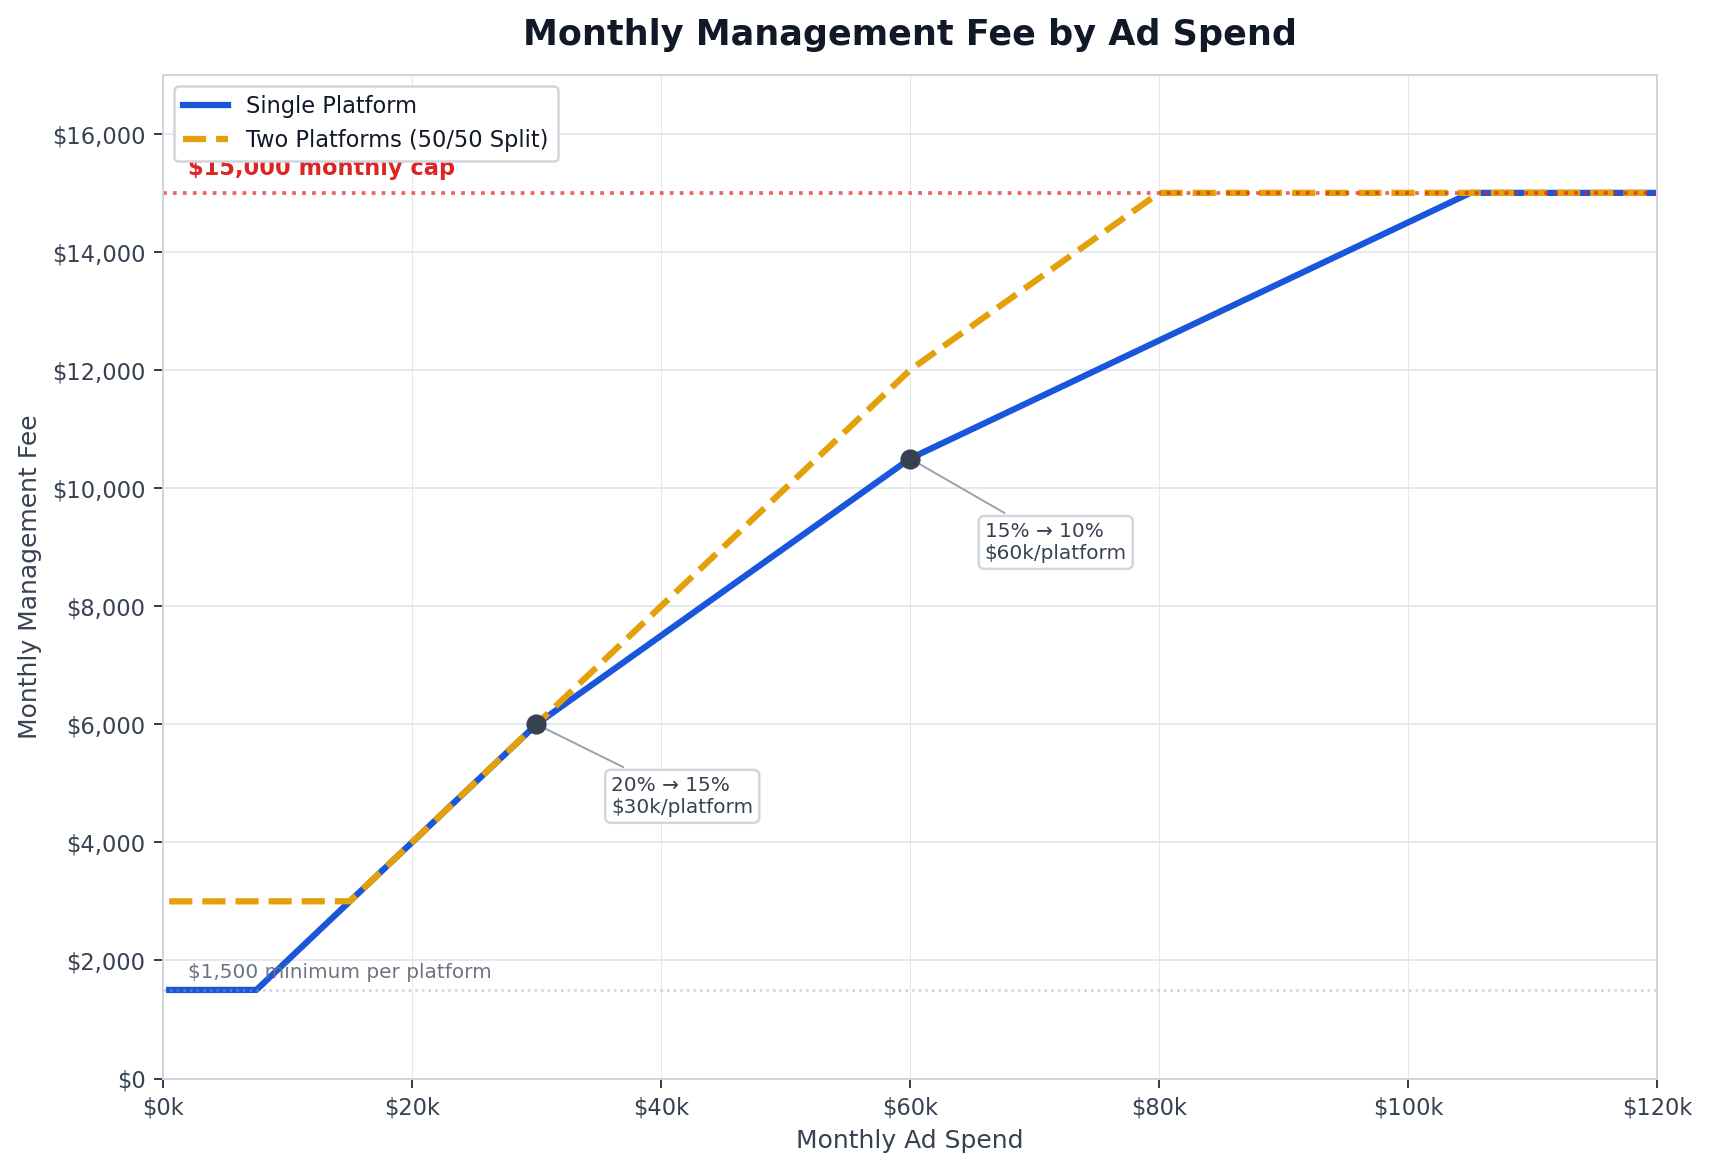 Monthly Management Fee by Ad Spend
Single Platform
Two Platforms (50/50 Split)
$15,000 monthly cap
$16,000
$14,000
$12,000
$10,000
$8,000
$6,000
$4,000
$2,000
$0
Monthly Management Fee
15% → 10%
$60k/platform
20% → 15%
$30k/platform
$1,500 minimum per platform
$0k
$20k
$40k
$60k
$80k
$100k
$120k
Monthly Ad Spend